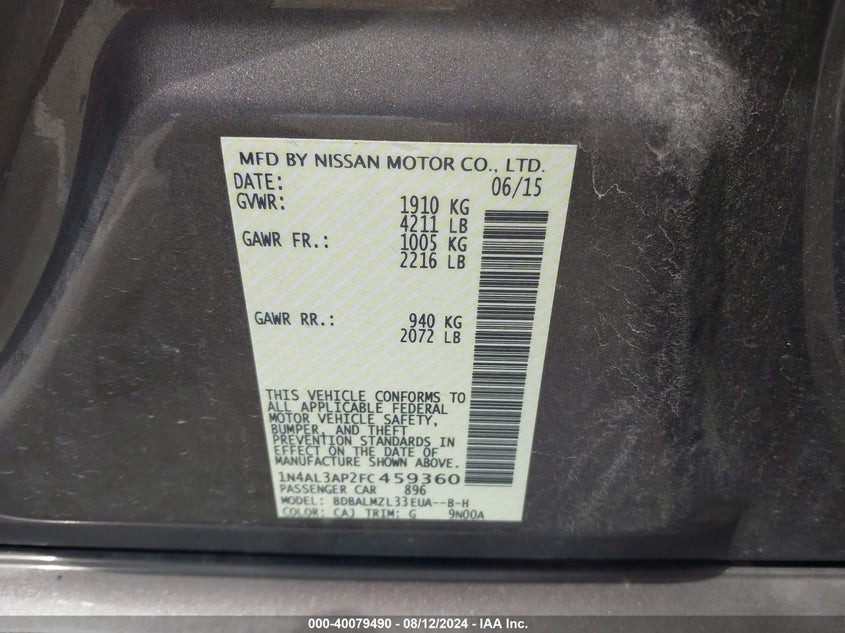 MFD BY NISSAN MOTOR CO., LTD.
DATE: 06/15
GVWR: 1910 KG
4211 LB
GAWR FR.: 1005 KG
2216 LB
GAWR RR.: 940 KG
2072 LB
THIS VEHICLE CONFORMS TO
ALL APPLICABLE FEDERAL
MOTOR VEHICLE SAFETY,
BUMPER, AND THEFT
PREVENTION STANDARDS IN
EFFECT ON THE DATE OF
MANUFACTURE SHOWN ABOVE.
1N4AL3AP2FC459360
PASSENGER CAR 896
MODEL: BDBALMZL33EUA--B-H
COLOR: CAJ TRIM: G 9N00A
000-40079490 - 08/12/2024 - IAA Inc.